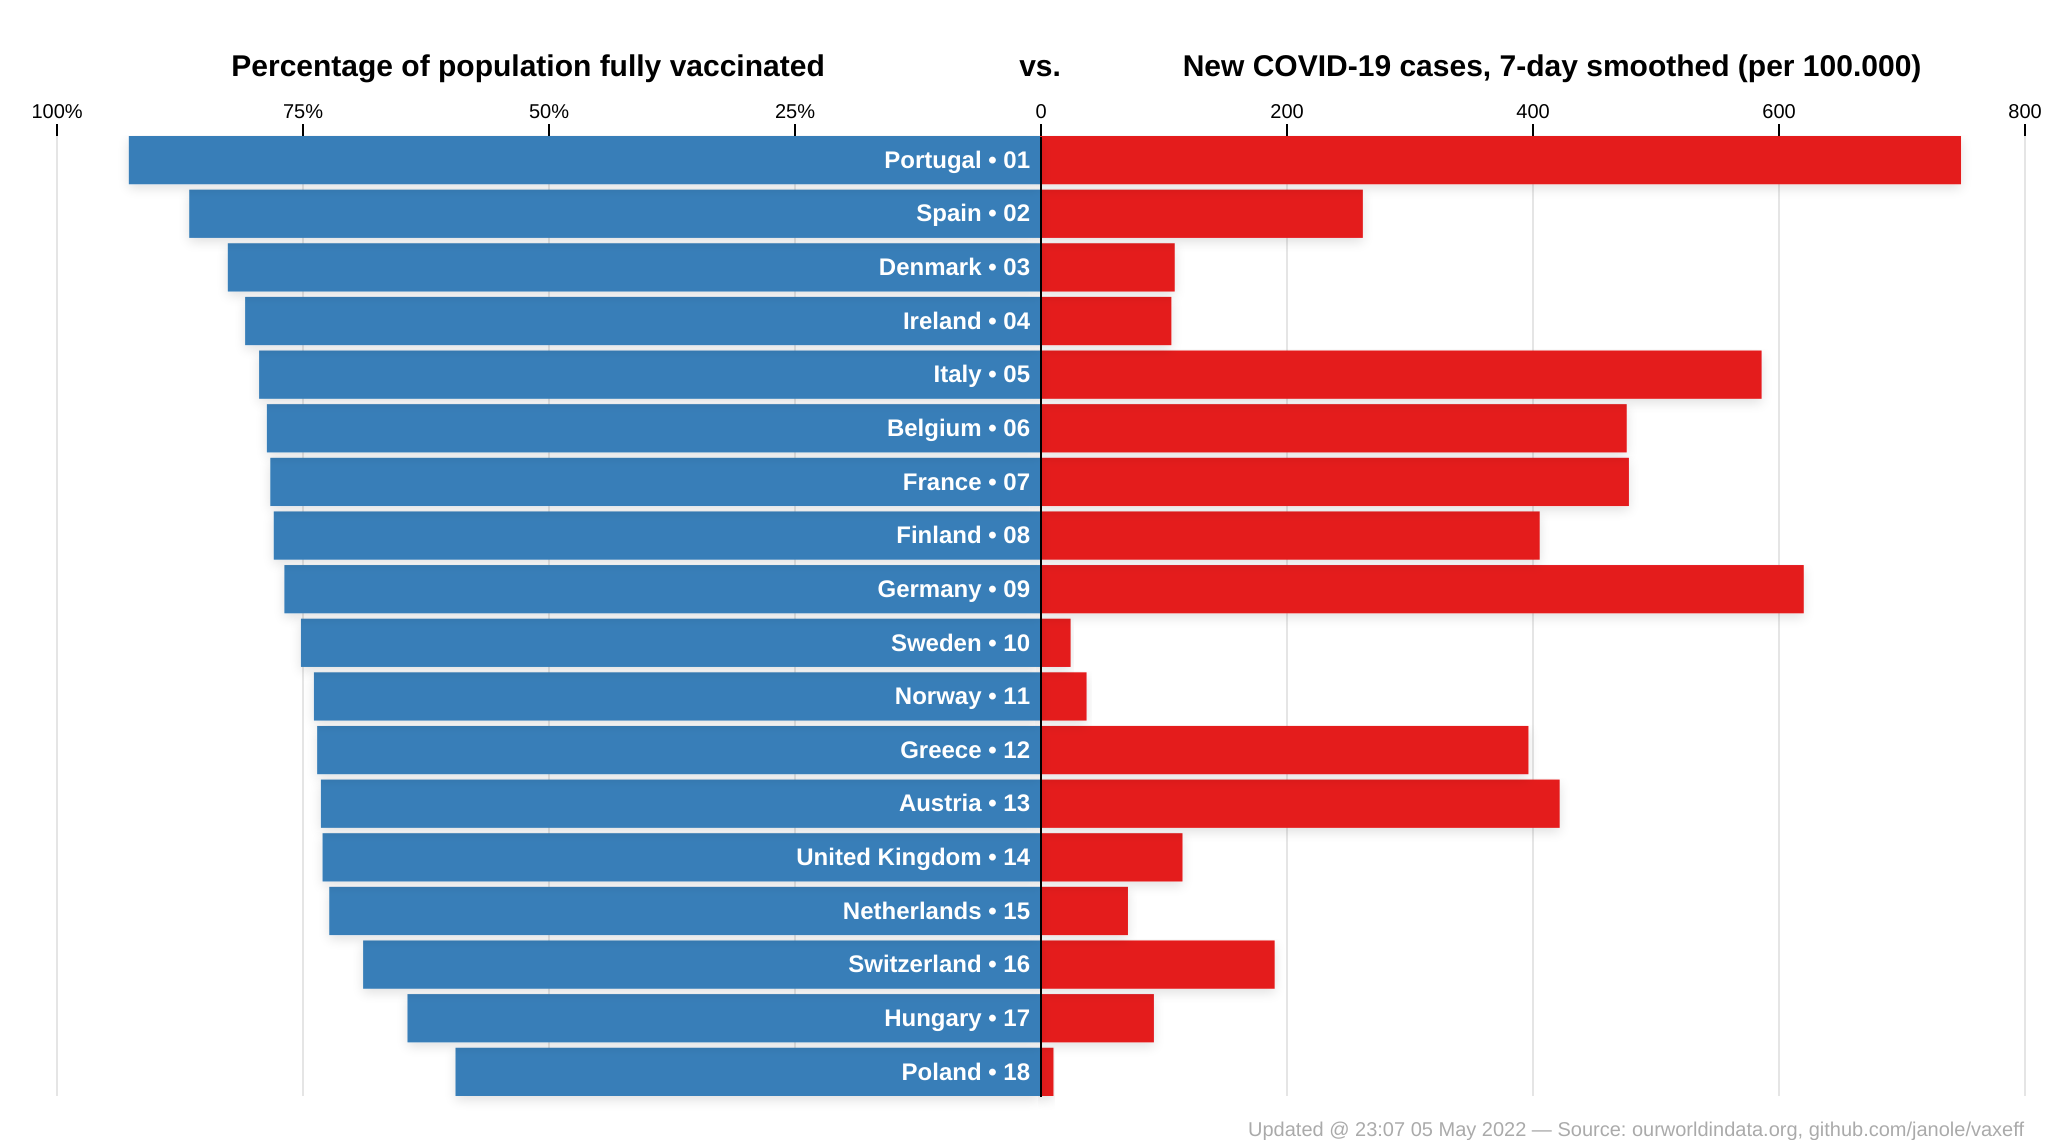 Percentage of population fully vaccinated vs. New COVID-19 cases, 7-day smoothed (per 100.000)
100% 75% 50% 25% 0 200 400 600 800
Portugal • 01
Spain • 02
Denmark • 03
Ireland • 04
Italy • 05
Belgium • 06
France • 07
Finland • 08
Germany • 09
Sweden • 10
Norway • 11
Greece • 12
Austria • 13
United Kingdom • 14
Netherlands • 15
Switzerland • 16
Hungary • 17
Poland • 18
Updated @ 23:07 05 May 2022 — Source: ourworldindata.org, github.com/janole/vaxeff